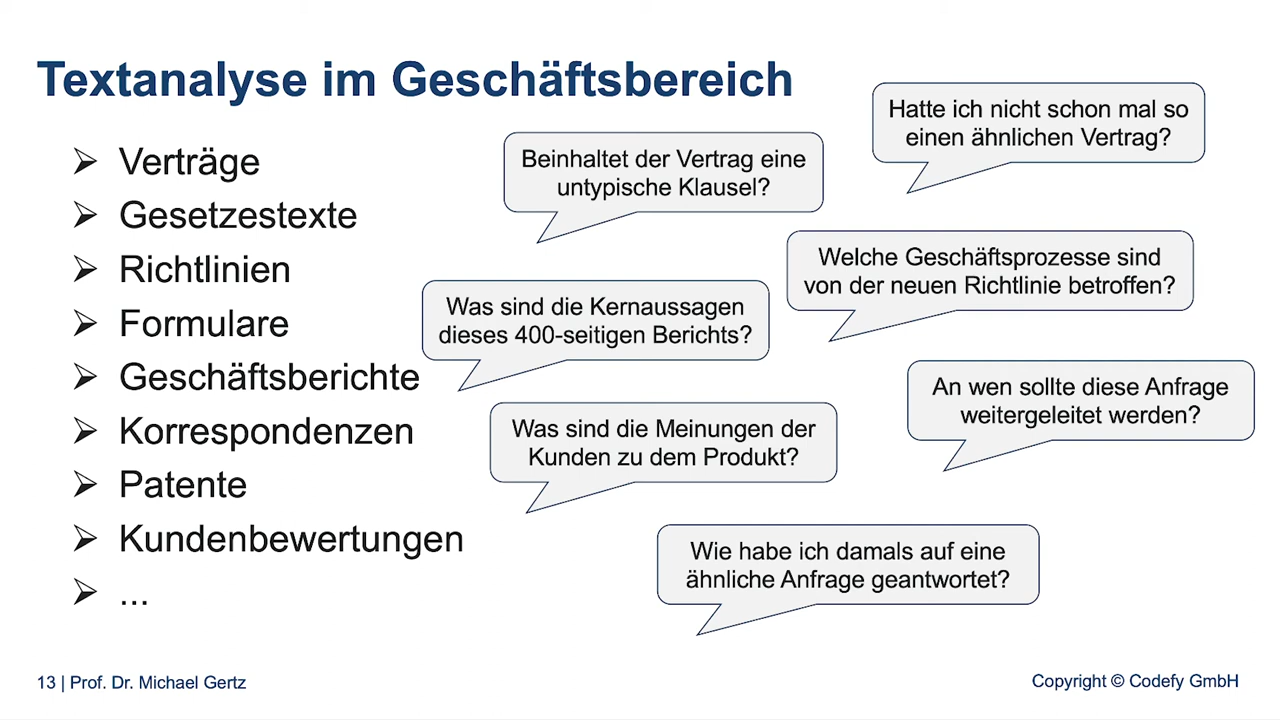 Textanalyse im Geschäftsbereich
Verträge
Gesetzestexte
Richtlinien
Formulare
Geschäftsberichte
Korrespondenzen
Patente
Kundenbewertungen
...
Hatte ich nicht schon mal so
einen ähnlichen Vertrag?
Beinhaltet der Vertrag eine
untypische Klausel?
Welche Geschäftsprozesse sind
von der neuen Richtlinie betroffen?
Was sind die Kernaussagen
dieses 400-seitigen Berichts?
An wen sollte diese Anfrage
weitergeleitet werden?
Was sind die Meinungen der
Kunden zu dem Produkt?
Wie habe ich damals auf eine
ähnliche Anfrage geantwortet?
13 | Prof. Dr. Michael Gertz
Copyright © Codefy GmbH